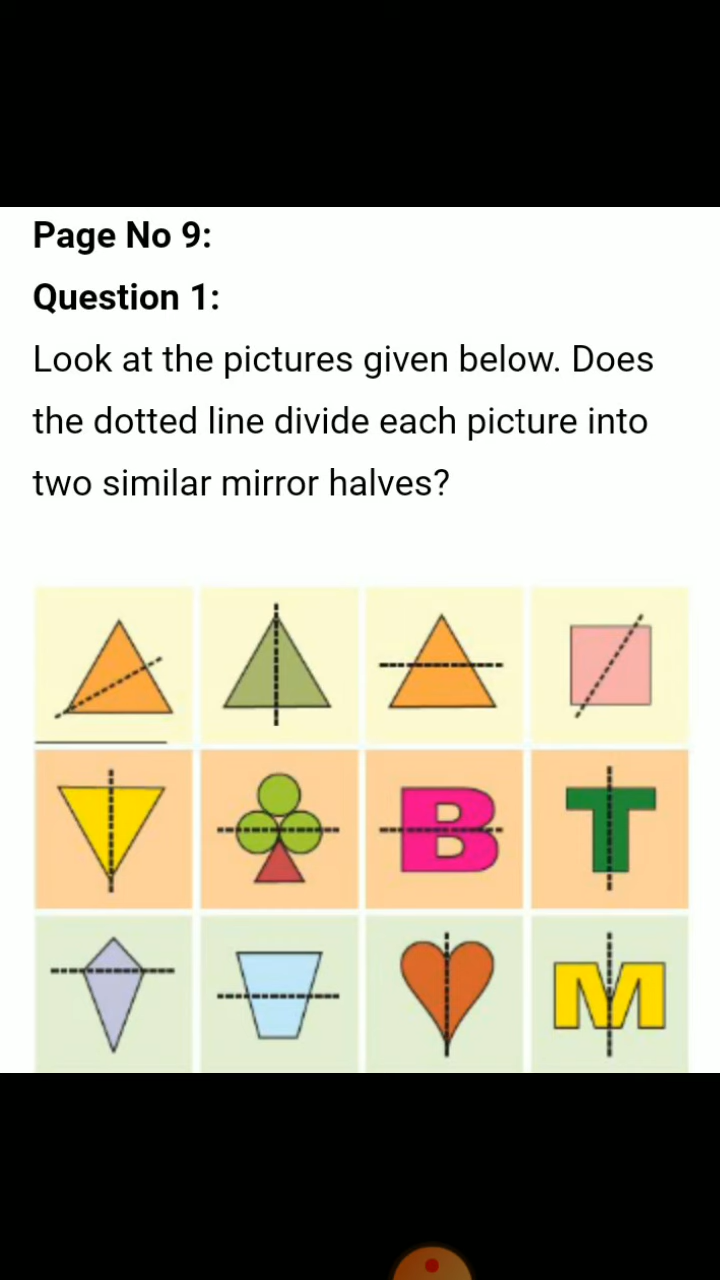 Page No 9:
Question 1:
Look at the pictures given below. Does
the dotted line divide each picture into
two similar mirror halves?
B
T
M